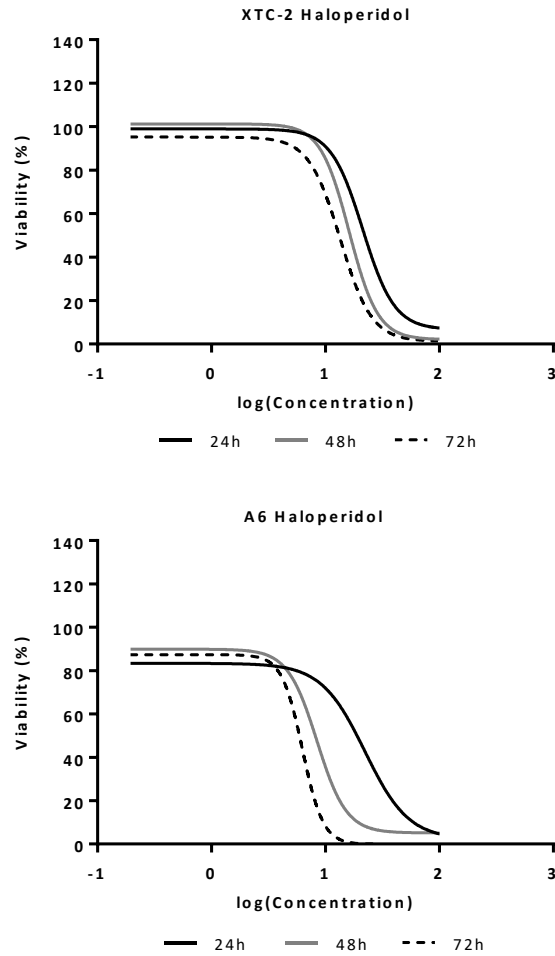 XTC-2 Haloperidol
140
120
100
80
60
40
20
0
Viability (%)
-1 0 1 2 3
log(Concentration)
24h 48h 72h
A6 Haloperidol
140
120
100
80
60
40
20
0
Viability (%)
-1 0 1 2 3
log(Concentration)
24h 48h 72h